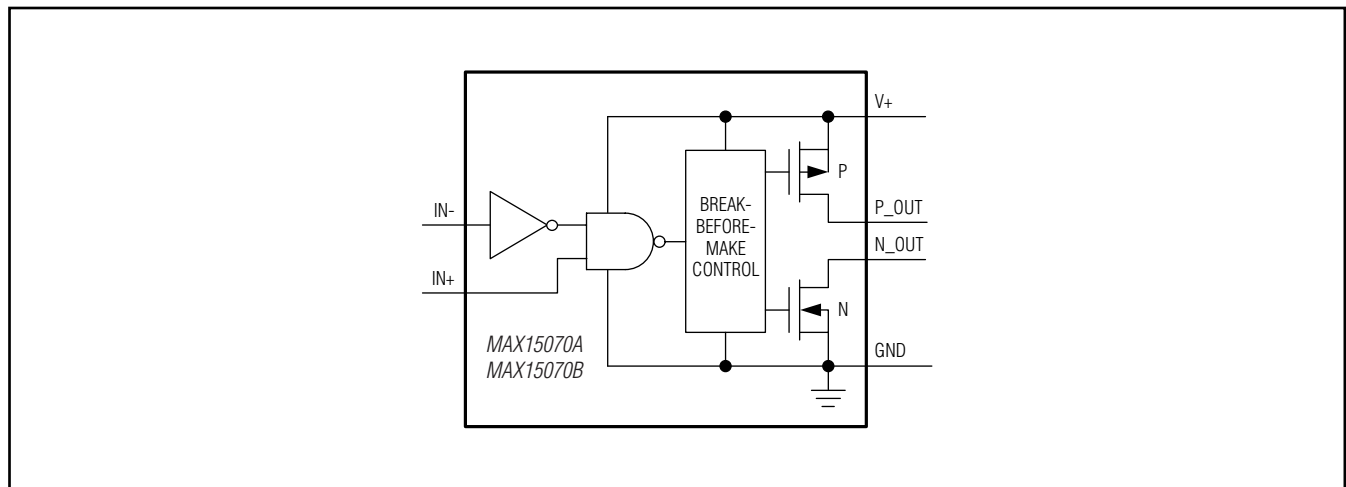 V+
P
IN-
BREAK-
BEFORE-
MAKE
CONTROL
P_OUT
N_OUT
IN+
N
MAX15070A
MAX15070B
GND